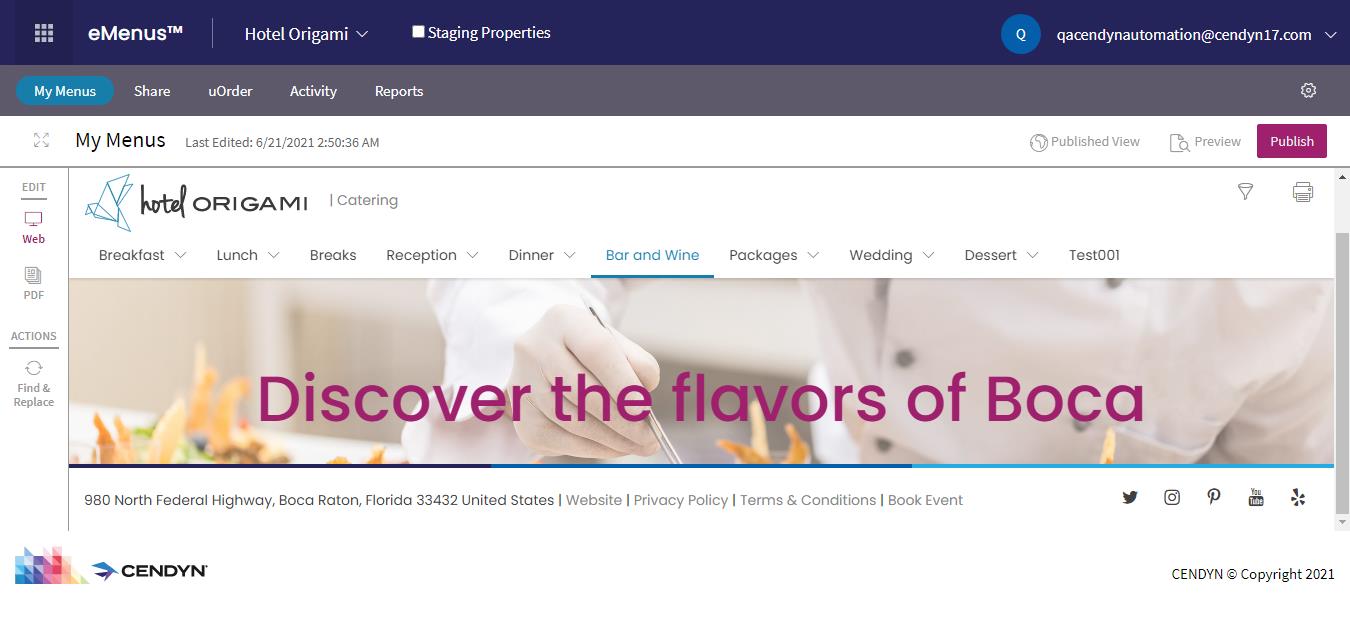 eMenus™ Hotel Origami Staging Properties Q qacendynautomation@cendyn17.com
My Menus Share uOrder Activity Reports
My Menus Last Edited: 6/21/2021 2:50:36 AM Published View Preview Publish
EDIT
Web
PDF
ACTIONS
Find &
Replace
hotel ORIGAMI | Catering
Breakfast Lunch Breaks Reception Dinner Bar and Wine Packages Wedding Dessert Test001
Discover the flavors of Boca
980 North Federal Highway, Boca Raton, Florida 33432 United States | Website | Privacy Policy | Terms & Conditions | Book Event
You
Tube
CENDYN CENDYN © Copyright 2021